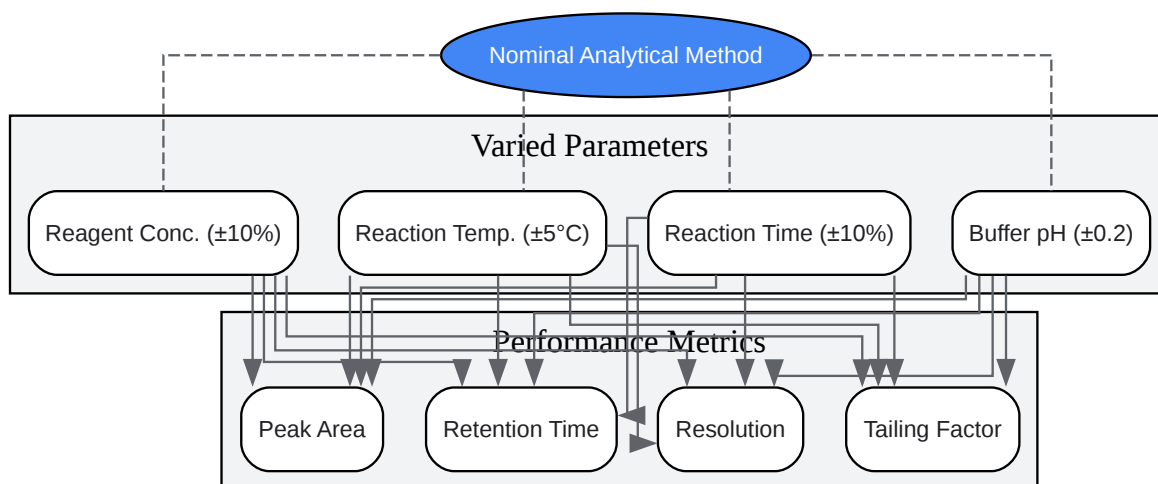 Nominal Analytical Method
Varied Parameters
Reagent Conc. (±10%)
Reaction Temp. (±5°C)
Reaction Time (±10%)
Buffer pH (±0.2)
Performance Metrics
Peak Area
Retention Time
Resolution
Tailing Factor